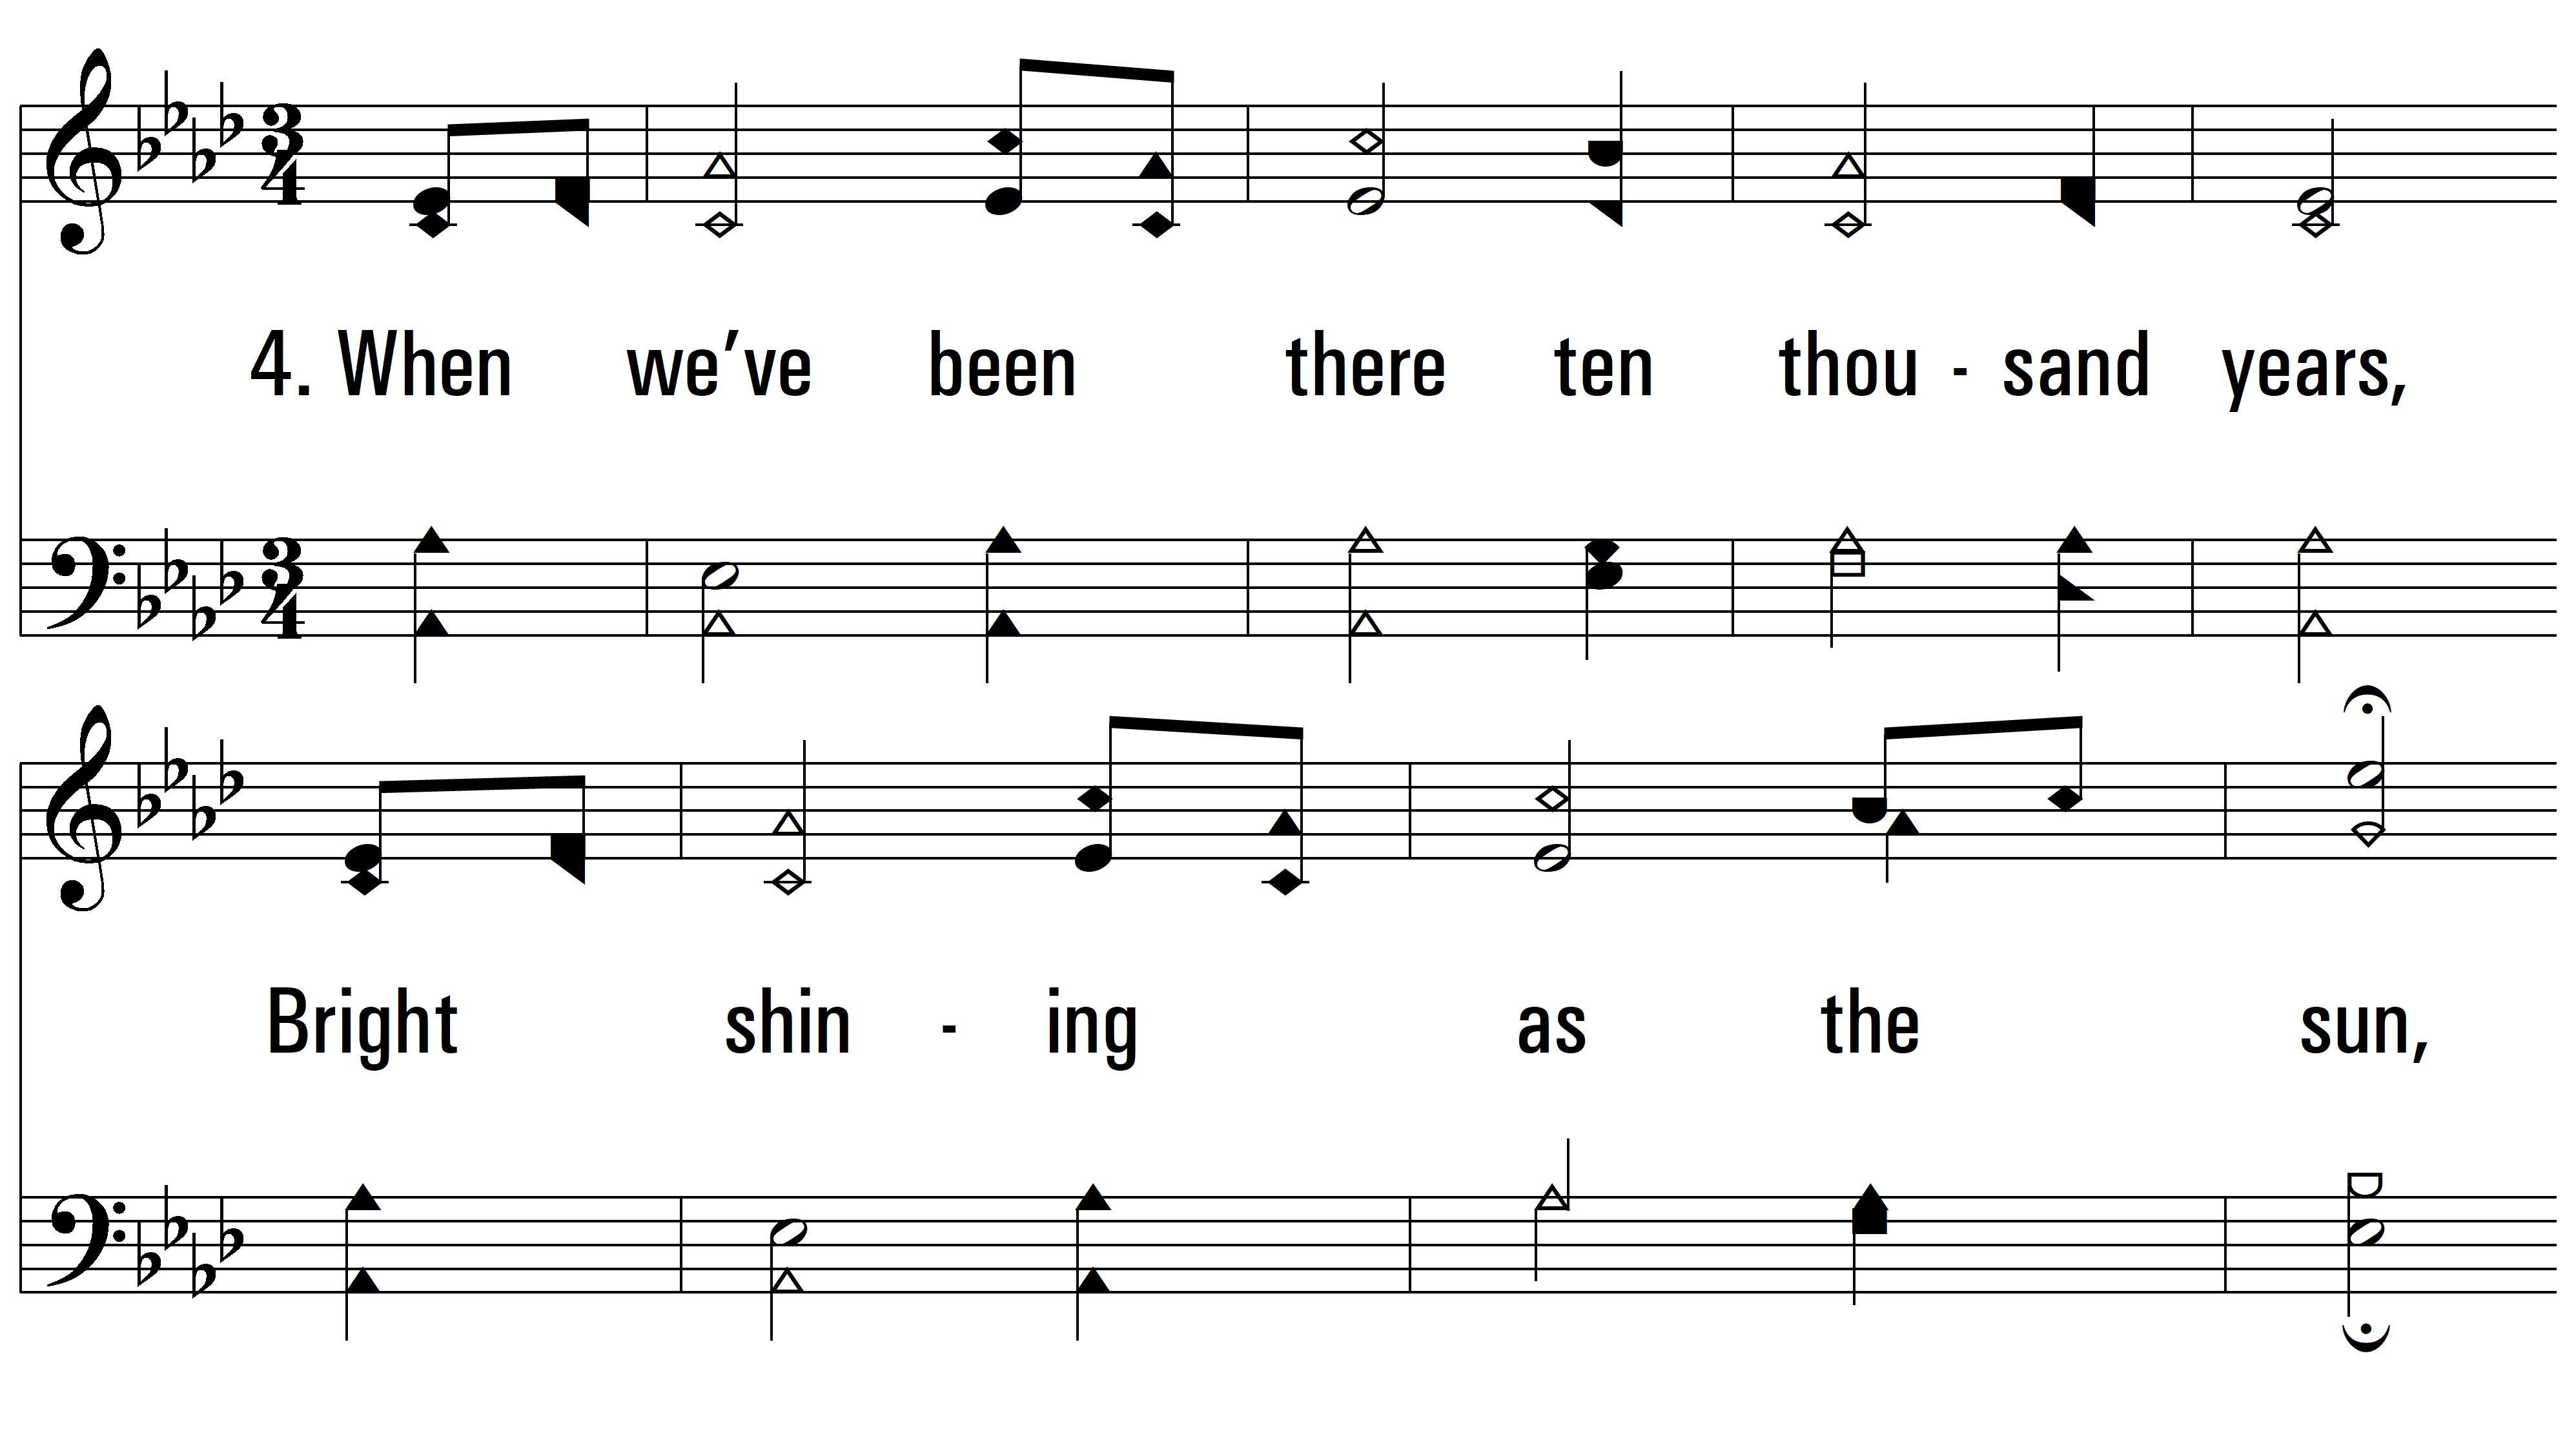 4. When we’ve been there ten thou - sand years,
Bright shin - ing as the sun,